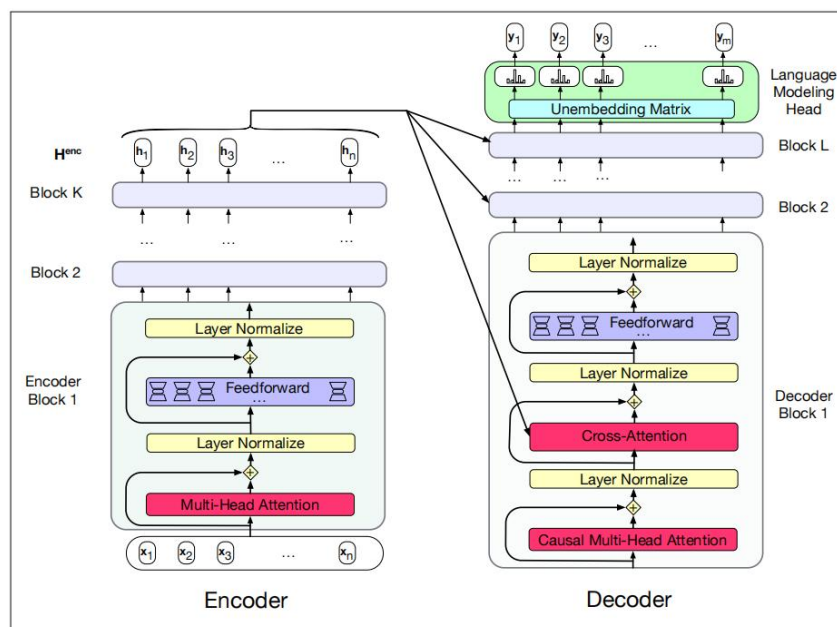 y1 y2 y3 ... ym
Language
Modeling
Head
Unembedding Matrix
Block L
... ... ...
Block 2
Layer Normalize
Feedforward
...
Layer Normalize
Cross-Attention
Decoder
Block 1
Layer Normalize
Causal Multi-Head Attention
Decoder
Henc
h1 h2 h3 ... hn
Block K
... ... ...
Block 2
Layer Normalize
Encoder
Block 1
Feedforward
...
Layer Normalize
Multi-Head Attention
x1 x2 x3 ... xn
Encoder